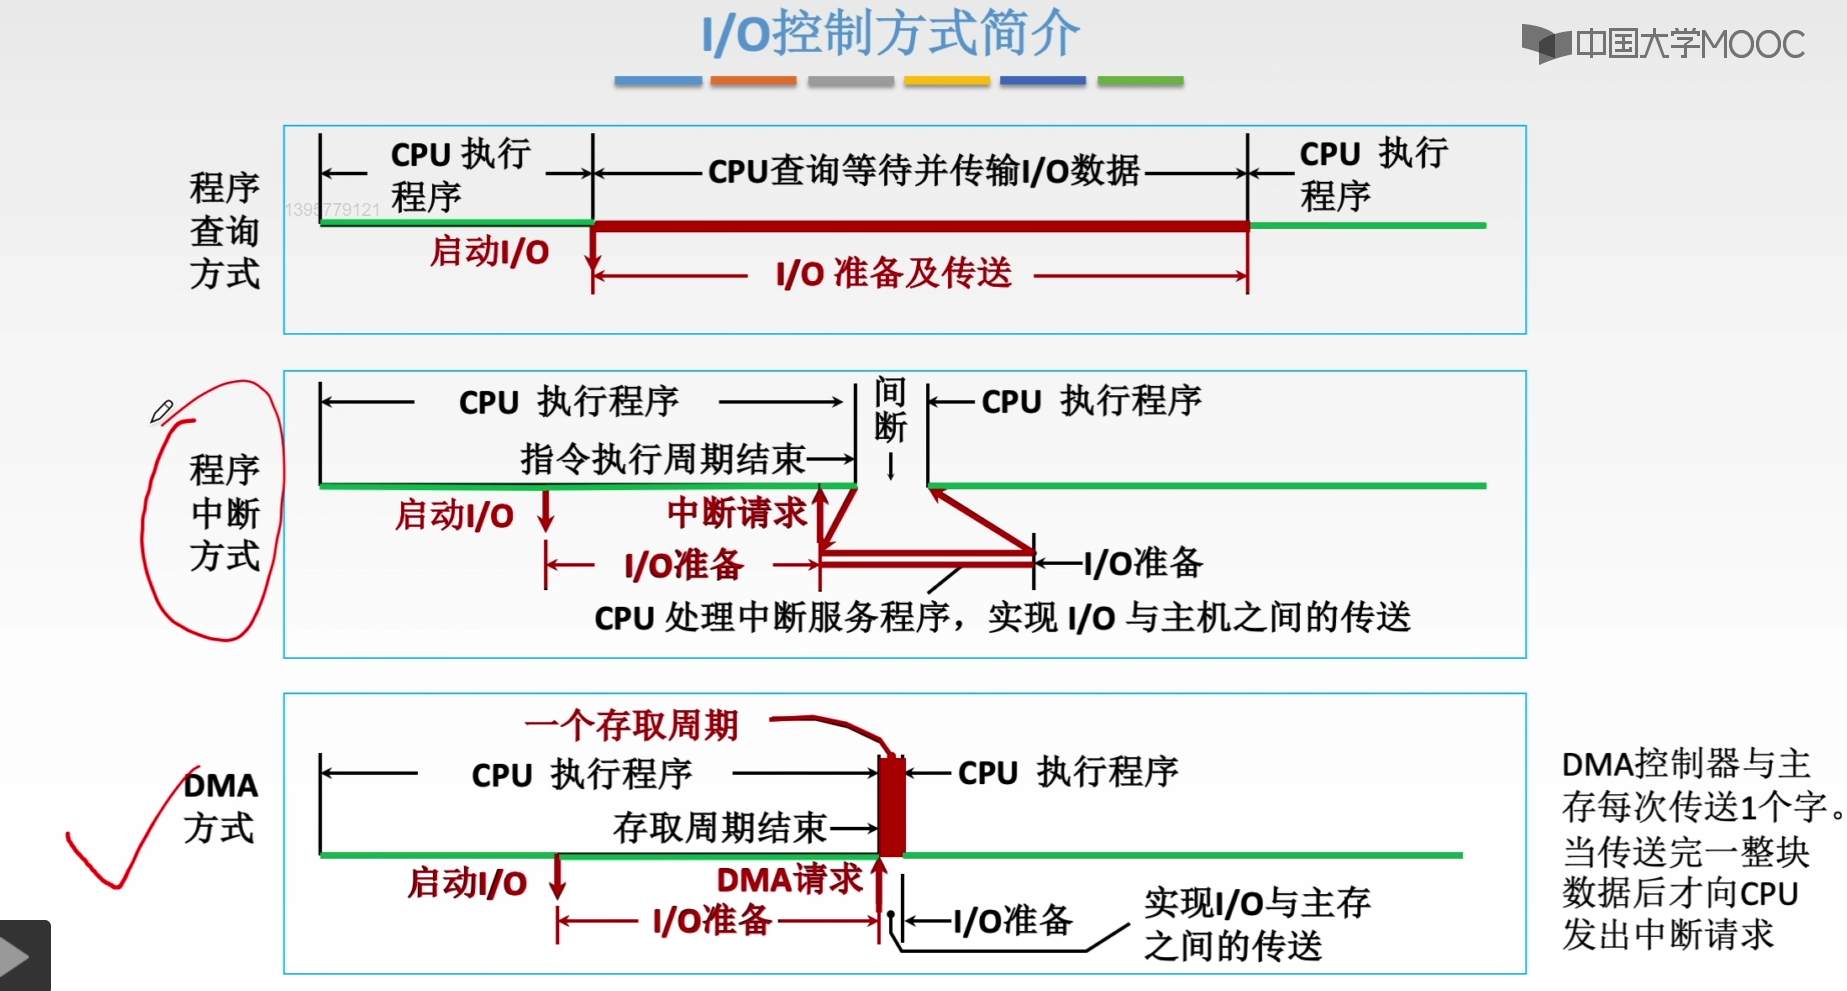 I/O控制方式简介
中国大学MOOC
程序
查询
方式
CPU 执行
程序
CPU查询等待并传输I/O数据
CPU 执行
程序
1395779121
启动I/O
I/O 准备及传送
程序
中断
方式
CPU 执行程序
间
断
CPU 执行程序
指令执行周期结束
启动I/O
中断请求
I/O准备
I/O准备
CPU 处理中断服务程序，实现 I/O 与主机之间的传送
DMA
方式
一个存取周期
CPU 执行程序
CPU 执行程序
存取周期结束
启动I/O
DMA请求
I/O准备
I/O准备
实现I/O与主存
之间的传送
DMA控制器与主
存每次传送1个字。
当传送完一整块
数据后才向CPU
发出中断请求